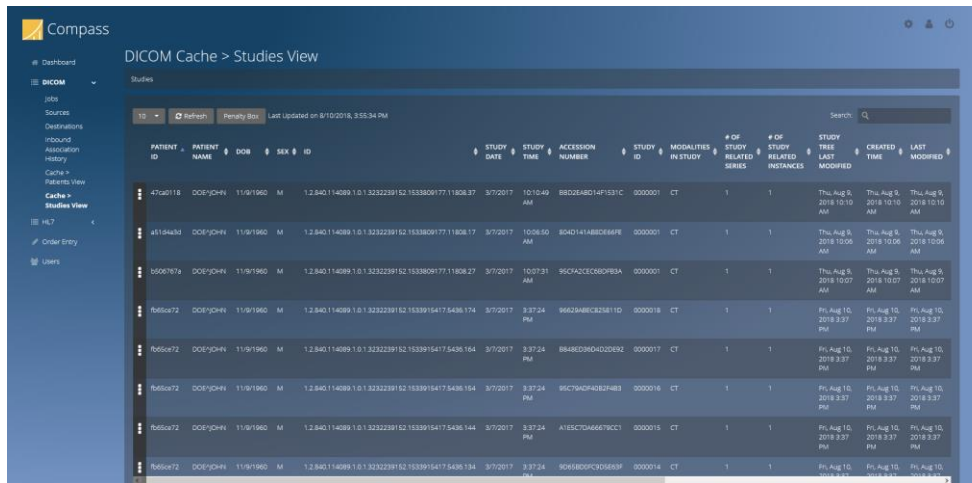 Compass
DICOM Cache > Studies View
Dashboard
DICOM
Jobs
Sources
Destinations
Inbound
Association
History
Cache >
Patients View
Cache >
Studies View
HL7
Order Entry
Users
Studies
10 Refresh Penalty Box Last Updated on 8/10/2018, 3:55:34 PM Search:
PATIENT ID PATIENT NAME DOB SEX ID STUDY DATE STUDY TIME ACCESSION NUMBER STUDY ID MODALITIES IN STUDY # OF STUDY RELATED SERIES # OF STUDY RELATED INSTANCES STUDY TREE LAST MODIFIED CREATED TIME LAST MODIFIED
47ca0118 DOE^JOHN 11/9/1960 M 1.2.840.114089.1.0.1.3232239152.1533809177.11808.37 3/7/2017 10:10:49 AM BBD2EABD14F1531C 0000001 CT 1 1 Thu, Aug 9, 2018 10:10 AM Thu, Aug 9, 2018 10:10 AM Thu, Aug 9, 2018 10:10 AM
a51d4a3d DOE^JOHN 11/9/1960 M 1.2.840.114089.1.0.1.3232239152.1533809177.11808.17 3/7/2017 10:06:50 AM 804D141ABBDE66FE 0000001 CT 1 1 Thu, Aug 9, 2018 10:06 AM Thu, Aug 9, 2018 10:06 AM Thu, Aug 9, 2018 10:06 AM
b506767a DOE^JOHN 11/9/1960 M 1.2.840.114089.1.0.1.3232239152.1533809177.11808.27 3/7/2017 10:07:31 AM 95CFA2CEC6BDFB3A 0000001 CT 1 1 Thu, Aug 9, 2018 10:07 AM Thu, Aug 9, 2018 10:07 AM Thu, Aug 9, 2018 10:07 AM
fb65ce72 DOE^JOHN 11/9/1960 M 1.2.840.114089.1.0.1.3232239152.1533915417.5436.174 3/7/2017 3:37:24 PM 96629ABEC825811D 0000018 CT 1 1 Fri, Aug 10, 2018 3:37 PM Fri, Aug 10, 2018 3:37 PM Fri, Aug 10, 2018 3:37 PM
fb65ce72 DOE^JOHN 11/9/1960 M 1.2.840.114089.1.0.1.3232239152.1533915417.5436.164 3/7/2017 3:37:24 PM B848ED36D4D2DE92 0000017 CT 1 1 Fri, Aug 10, 2018 3:37 PM Fri, Aug 10, 2018 3:37 PM Fri, Aug 10, 2018 3:37 PM
fb65ce72 DOE^JOHN 11/9/1960 M 1.2.840.114089.1.0.1.3232239152.1533915417.5436.154 3/7/2017 3:37:24 PM 95C79ADF40B2F4B3 0000016 CT 1 1 Fri, Aug 10, 2018 3:37 PM Fri, Aug 10, 2018 3:37 PM Fri, Aug 10, 2018 3:37 PM
fb65ce72 DOE^JOHN 11/9/1960 M 1.2.840.114089.1.0.1.3232239152.1533915417.5436.144 3/7/2017 3:37:24 PM A1E5C7DA66679CC1 0000015 CT 1 1 Fri, Aug 10, 2018 3:37 PM Fri, Aug 10, 2018 3:37 PM Fri, Aug 10, 2018 3:37 PM
fb65ce72 DOE^JOHN 11/9/1960 M 1.2.840.114089.1.0.1.3232239152.1533915417.5436.134 3/7/2017 3:37:24 9D65BDEFC9D5E63F 0000014 CT 1 1 Fri, Aug 10, Fri, Aug 10, Fri, Aug 10,